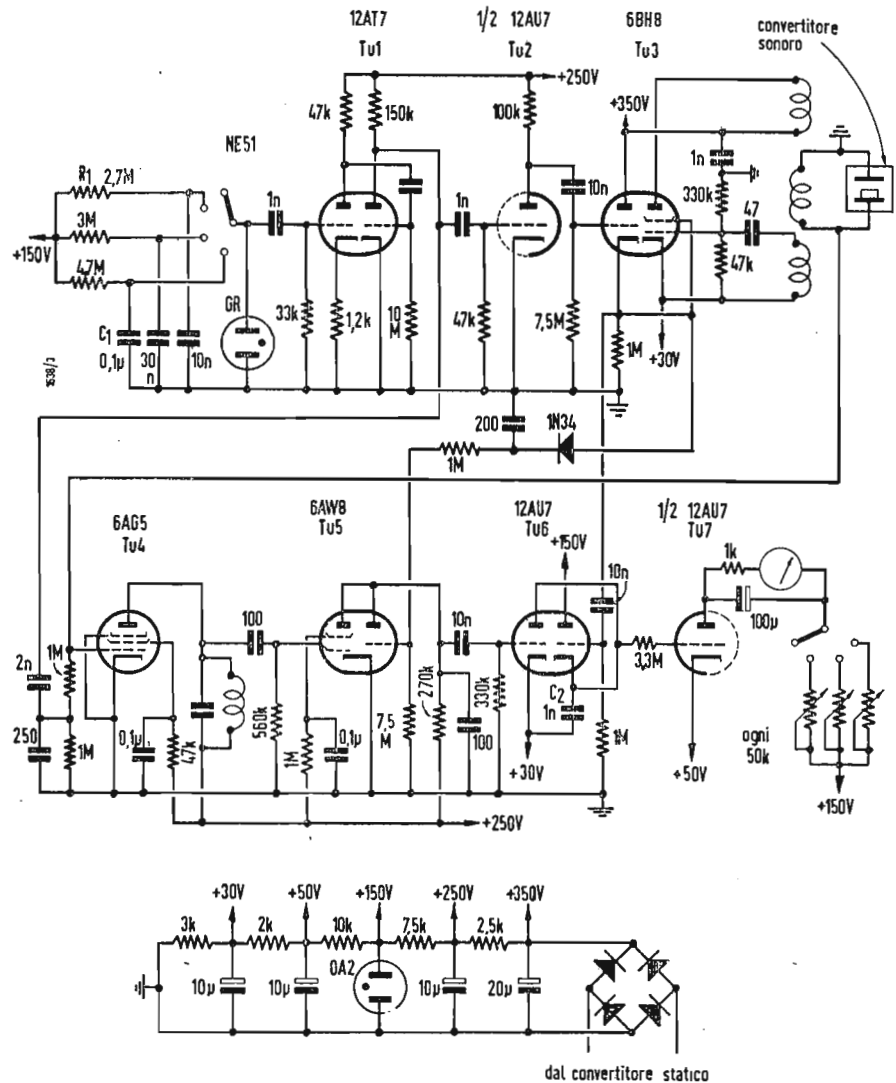 12AT7
Tu1
1/2 12AU7
Tu2
6BH8
Tu3
convertitore
sonoro
+250V
47k
150k
100k
+350V
NE51
R1 2,7M
3M
4,7M
+150V
1n
1n
10n
1n
330k
47
47k
GR
C1
0,1µ
30
n
10n
33k
1,2k
10
M
47k
7,5M
1M
+30V
1638/3
200
1N34
1M
6AG5
Tu4
6AW8
Tu5
12AU7
Tu6
1/2 12AU7
Tu7
+150V
10n
1k
100µ
2n
1M
100
10n
3,3M
250
1M
0,1µ
47k
560k
1M
0,1µ
7,5
M
270k
100
330k
C2
1n
1M
+30V
+50V
ogni
50k
+150V
+250V
+30V
+50V
+150V
+250V
+350V
3k
2k
10k
7,5k
2,5k
OA2
10µ
10µ
10µ
20µ
dal convertitore statico